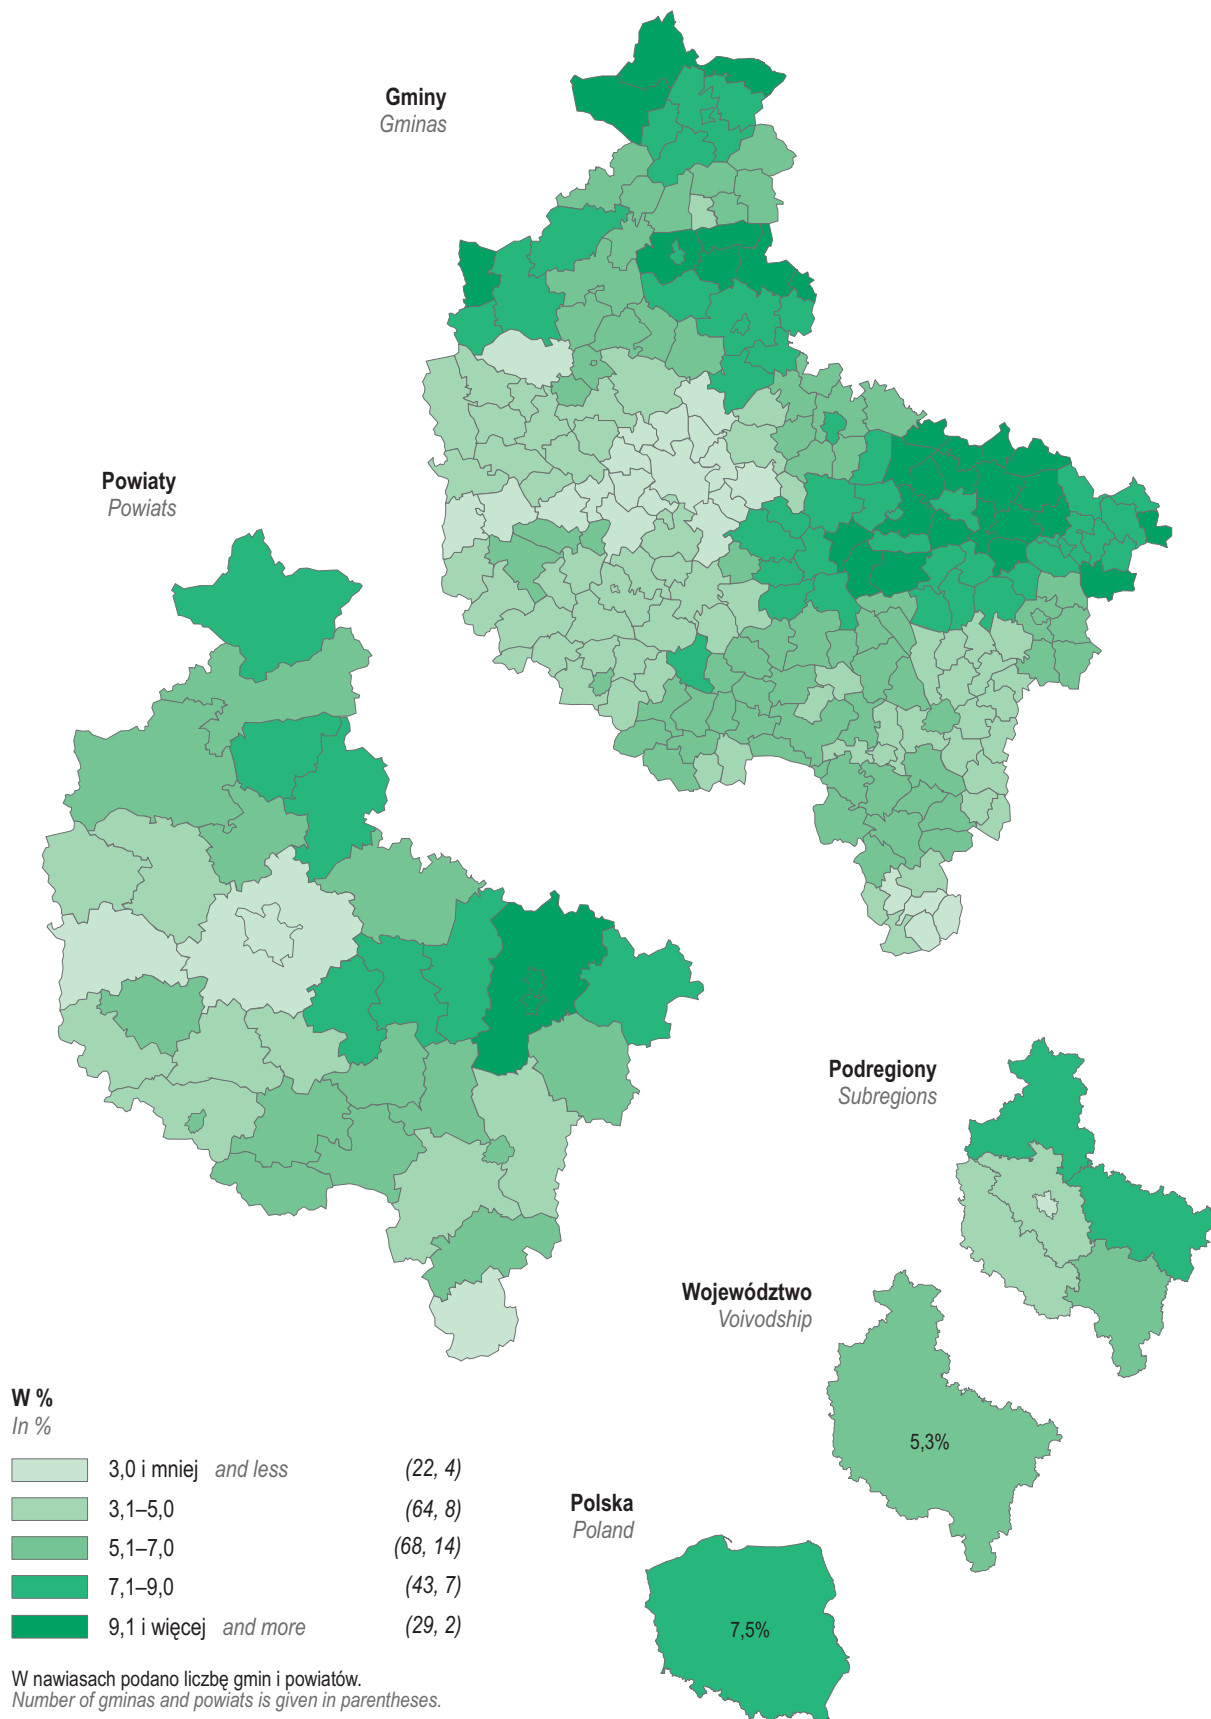 Gminy
Gminas
Powiaty
Powiats
Podregiony
Subregions
Województwo
Voivodship
5,3%
Polska
Poland
7,5%
W %
In %
3,0 i mniej and less (22, 4)
3,1–5,0 (64, 8)
5,1–7,0 (68, 14)
7,1–9,0 (43, 7)
9,1 i więcej and more (29, 2)
W nawiasach podano liczbę gmin i powiatów.
Number of gminas and powiats is given in parentheses.